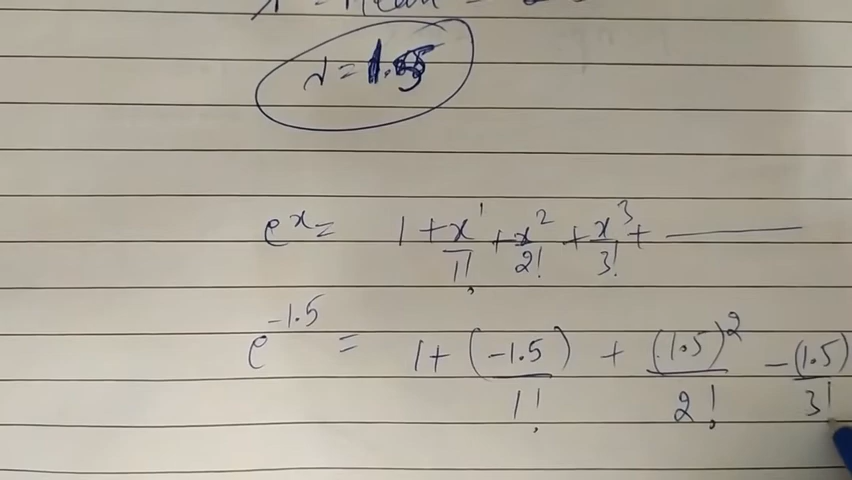 λ = Mean =
λ = 1.5
e^x = 1 + x^1/1! + x^2/2! + x^3/3! + ———
e^-1.5 = 1 + (-1.5)/1! + (1.5)^2/2! - (1.5)/3!